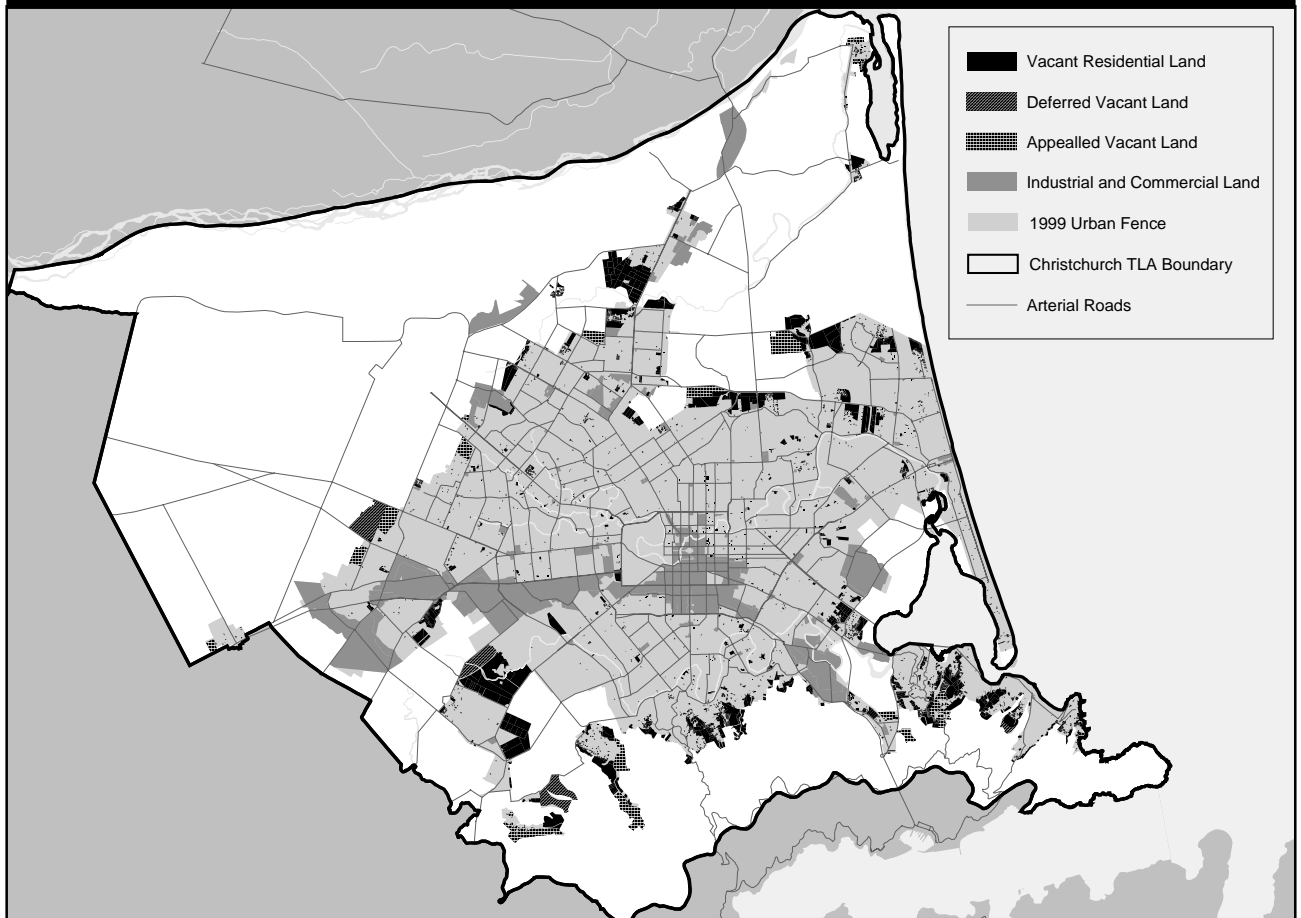 Vacant Residential Land
Deferred Vacant Land
Appealled Vacant Land
Industrial and Commercial Land
1999 Urban Fence
Christchurch TLA Boundary
Arterial Roads